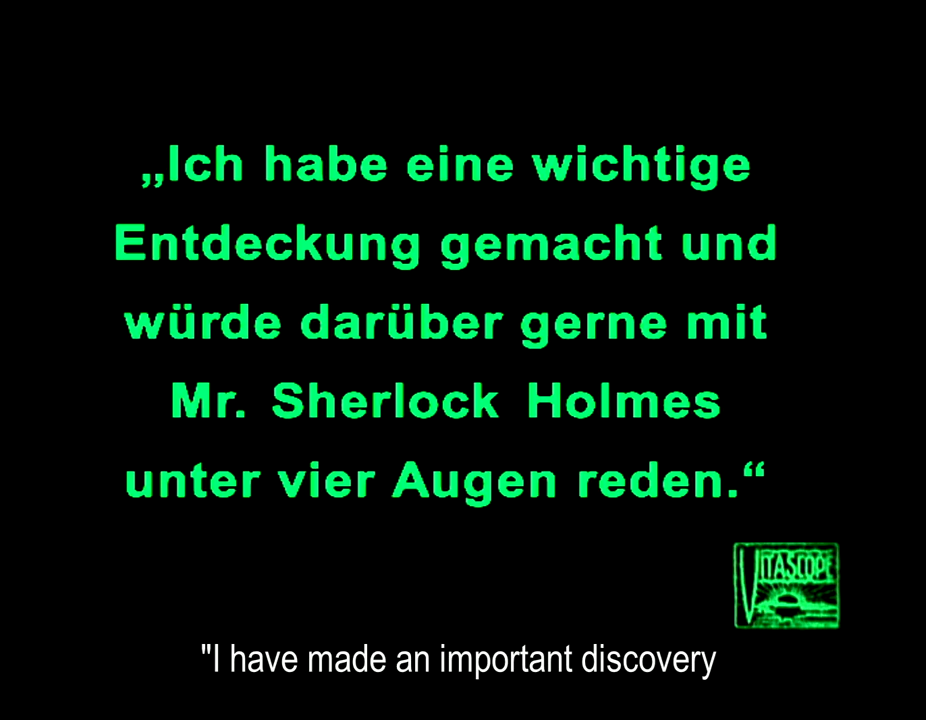 „Ich habe eine wichtige
Entdeckung gemacht und
würde darüber gerne mit
Mr. Sherlock Holmes
unter vier Augen reden.“
VITASCOPE
"I have made an important discovery